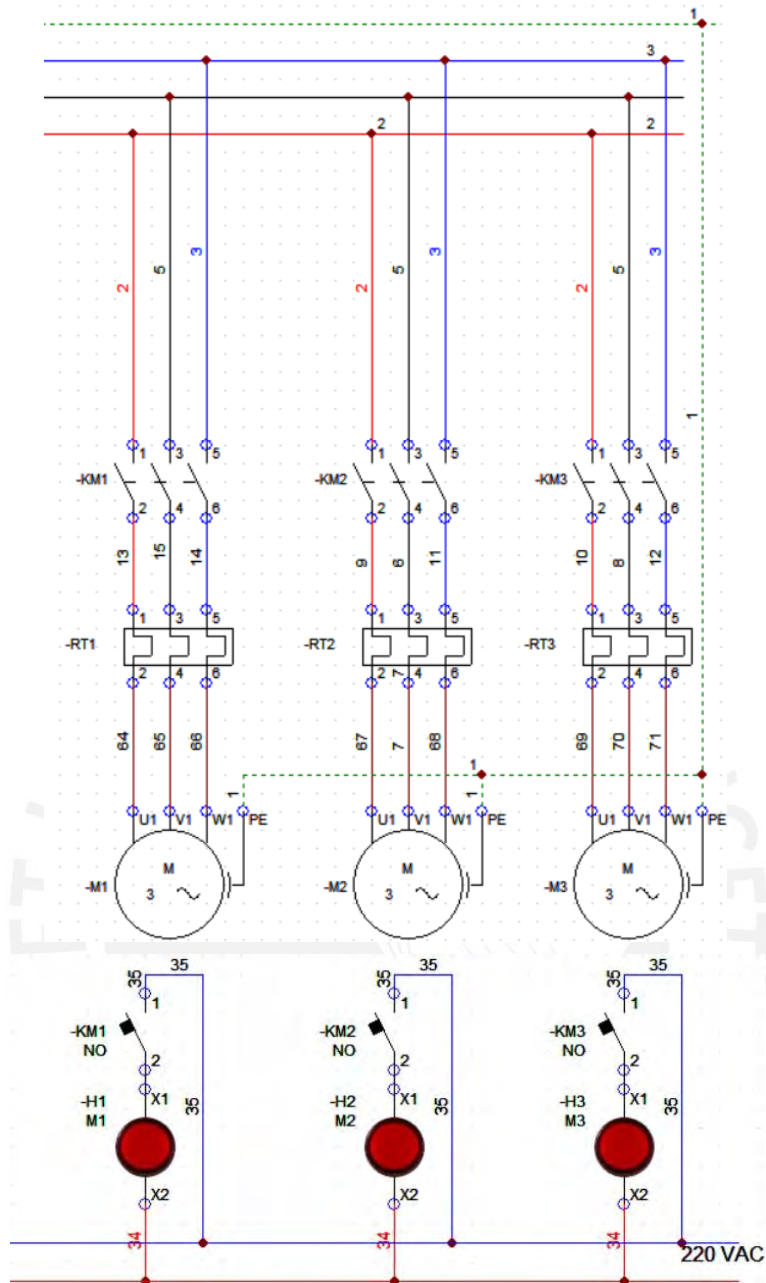 1
3
2
2
2 5 3
2 5 3
2 5 3
1
-KM1 1 3 5
2 4 6
-KM2 1 3 5
2 4 6
-KM3 1 3 5
2 4 6
13 15 14
9 6 11
10 8 12
-RT1 1 3 5
2 4 6
-RT2 1 3 5
2 4 6
7
-RT3 1 3 5
2 4 6
64 65 66
67 7 68
69 70 71
1
1
1
U1 V1 W1 PE
U1 V1 W1 PE
U1 V1 W1 PE
-M1 M 3
-M2 M 3
-M3 M 3
35 35
35 35
35 35
-KM1 1
NO 2
-KM2 1
NO 2
-KM3 1
NO 2
-H1 X1
M1
-H2 X1
M2
-H3 X1
M3
35
35
35
X2
X2
X2
34
34
34
220 VAC